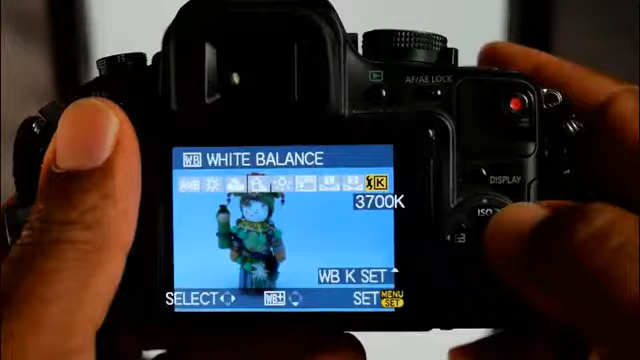 AF/AE LOCK
WB WHITE BALANCE
DISPLAY
K
3700K
ISO
WB K SET
SELECT WB± SET MENU/SET